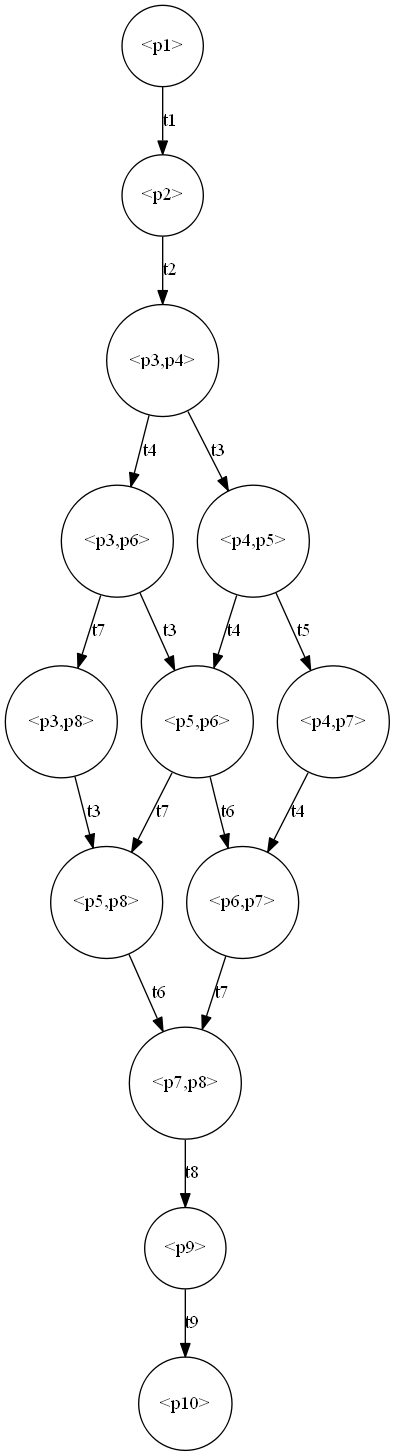 <p1>
t1
<p2>
t2
<p3,p4>
t4
t3
<p3,p6>
<p4,p5>
t7
t3
t4
t5
<p3,p8>
<p5,p6>
<p4,p7>
t3
t7
t6
t4
<p5,p8>
<p6,p7>
t6
t7
<p7,p8>
t8
<p9>
t9
<p10>